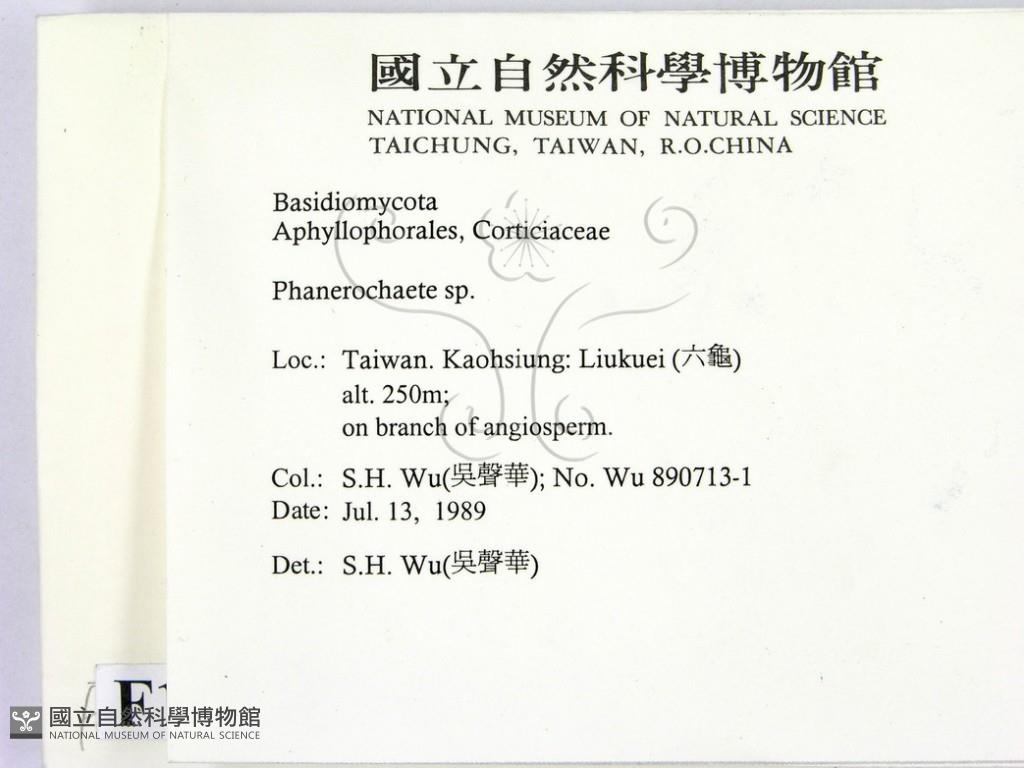 國立自然科學博物館
NATIONAL MUSEUM OF NATURAL SCIENCE
TAICHUNG, TAIWAN, R.O.CHINA
Basidiomycota
Aphyllophorales, Corticiaceae
Phanerochaete sp.
Loc.: Taiwan. Kaohsiung: Liukuei (六龜)
alt. 250m;
on branch of angiosperm.
Col.: S.H. Wu(吳聲華); No. Wu 890713-1
Date: Jul. 13, 1989
Det.: S.H. Wu(吳聲華)
國立自然科學博物館
NATIONAL MUSEUM OF NATURAL SCIENCE